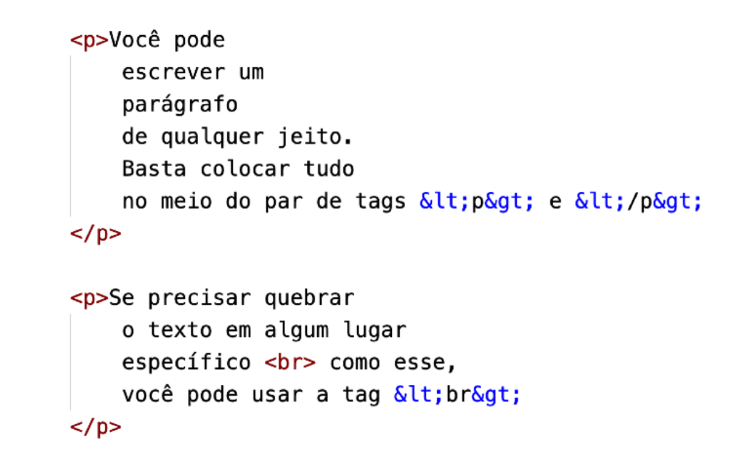 <p>Você pode
escrever um
parágrafo
de qualquer jeito.
Basta colocar tudo
no meio do par de tags &lt;p&gt; e &lt;/p&gt;
</p>
<p>Se precisar quebrar
o texto em algum lugar
específico <br> como esse,
você pode usar a tag &lt;br&gt;
</p>